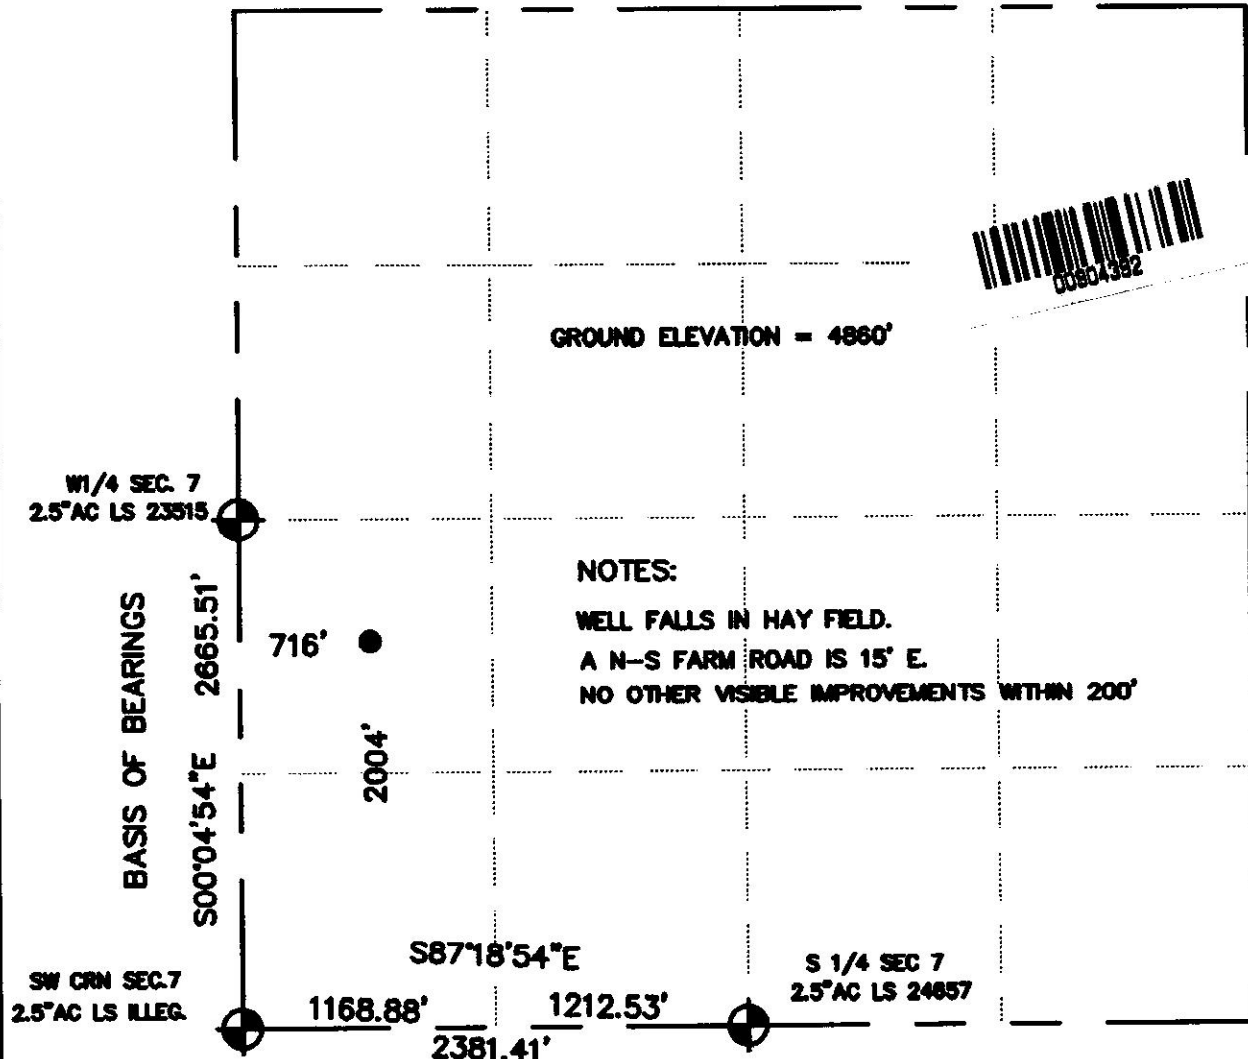 00904392
GROUND ELEVATION = 4860'
W1/4 SEC. 7
2.5"AC LS 23515
NOTES:
WELL FALLS IN HAY FIELD.
A N-S FARM ROAD IS 15' E.
NO OTHER VISIBLE IMPROVEMENTS WITHIN 200'
716'
2004'
BASIS OF BEARINGS
S00°04'54"E 2665.51'
S87°18'54"E
SW CRN SEC.7
2.5"AC LS ILLEG.
1168.88'
1212.53'
2381.41'
S 1/4 SEC 7
2.5"AC LS 24657